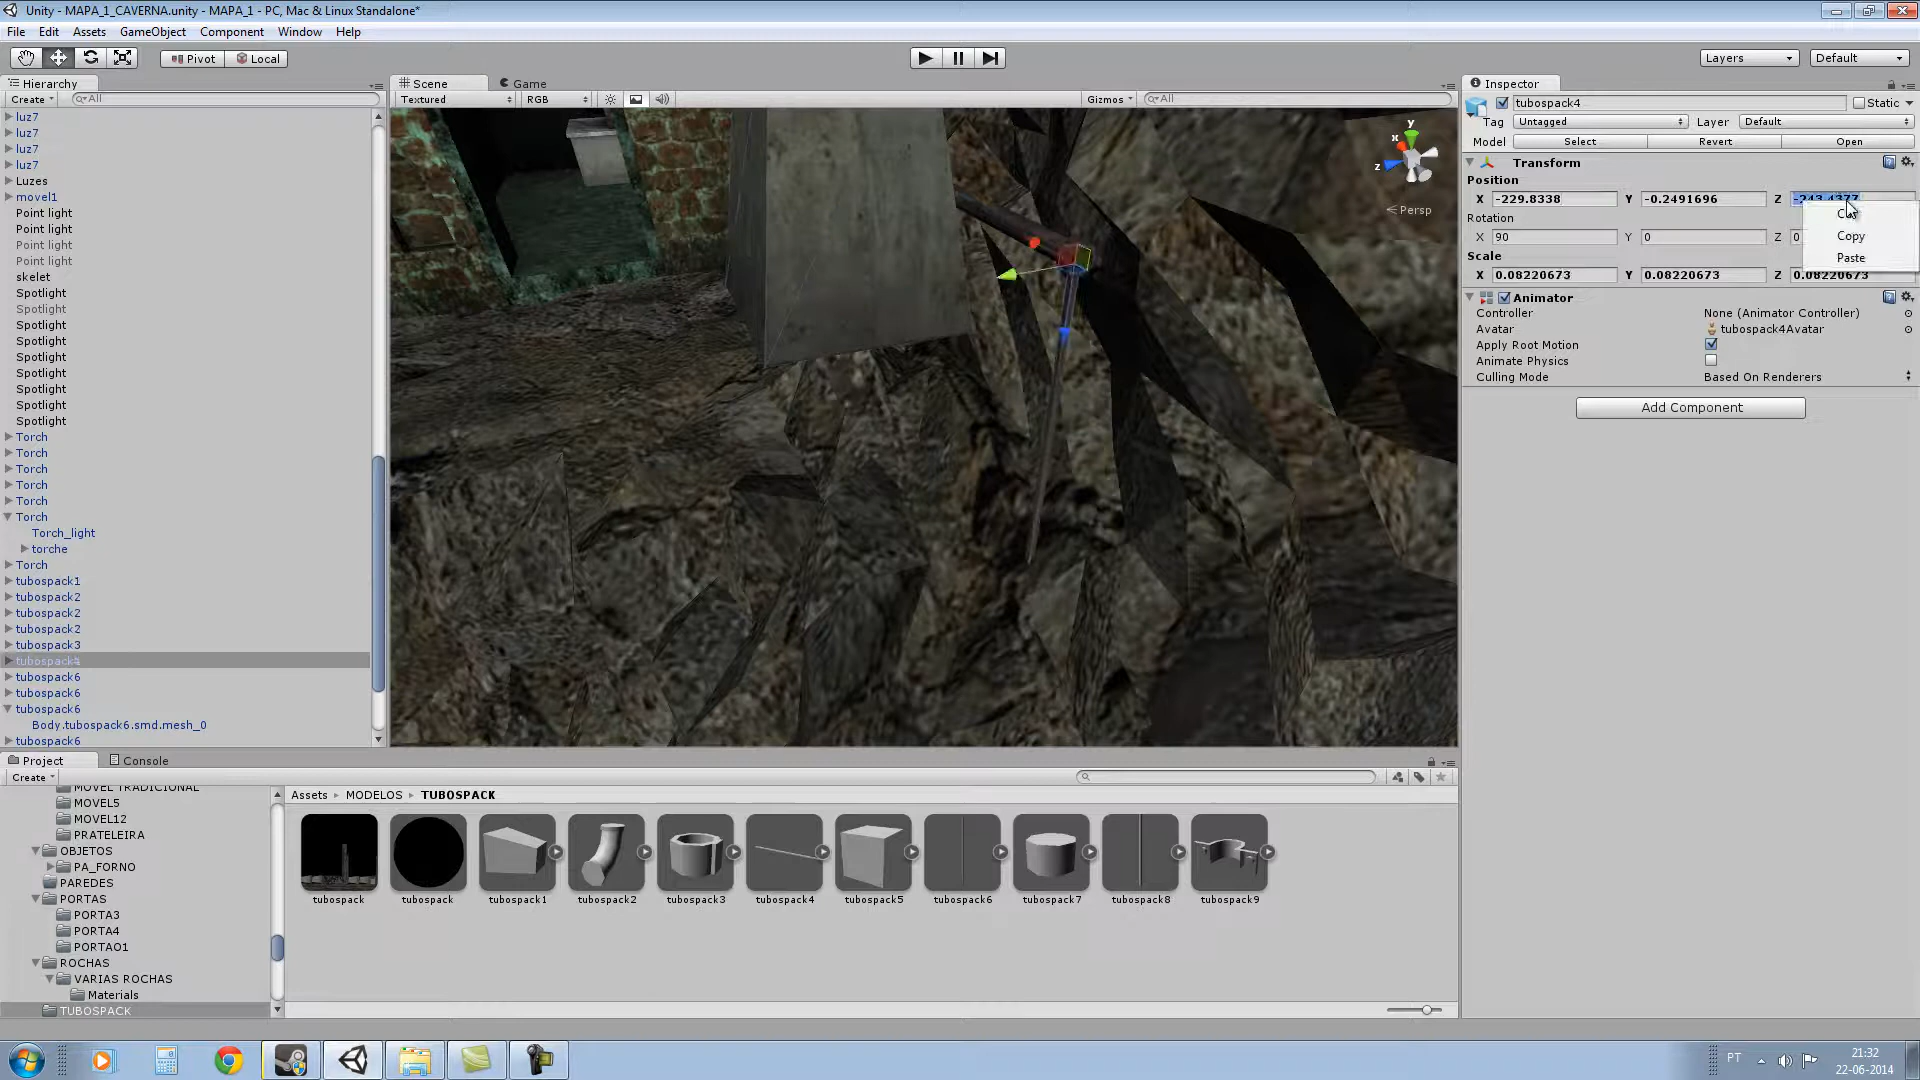 Unity - MAPA_1_CAVERNA.unity - MAPA_1 - PC, Mac & Linux Standalone*
File Edit Assets GameObject Component Window Help
Pivot Local Layers Default
Hierarchy
Create All
luz7
luz7
luz7
luz7
Luzes
movel1
Point light
Point light
Point light
Point light
skelet
Spotlight
Spotlight
Spotlight
Spotlight
Spotlight
Spotlight
Spotlight
Spotlight
Spotlight
Torch
Torch
Torch
Torch
Torch
Torch
Torch_light
torche
Torch
tubospack1
tubospack2
tubospack2
tubospack2
tubospack3
tubospack4
tubospack6
tubospack6
tubospack6
Body.tubospack6.smd.mesh_0
tubospack6
Scene Game
Textured RGB Gizmos All
y
x
z
Persp
Inspector
tubospack4 Static
Tag Untagged Layer Default
Model Select Revert Open
Transform
Position
X -229.8338 Y -0.2491696 Z -243.4377
Rotation
X 90 Y 0 Z 0
Scale
X 0.08220673 Y 0.08220673 Z 0.08220673
Copy
Paste
Animator
Controller None (Animator Controller)
Avatar tubospack4Avatar
Apply Root Motion
Animate Physics
Culling Mode Based On Renderers
Add Component
Project Console
Create
MOVEL TRADICIONAL
MOVEL5
MOVEL12
PRATELEIRA
OBJETOS
PA_FORNO
PAREDES
PORTAS
PORTA3
PORTA4
PORTAO1
ROCHAS
VARIAS ROCHAS
Materials
TUBOSPACK
Assets MODELOS TUBOSPACK
tubospack tubospack tubospack1 tubospack2 tubospack3 tubospack4 tubospack5 tubospack6 tubospack7 tubospack8 tubospack9
PT
21:32
22-06-2014